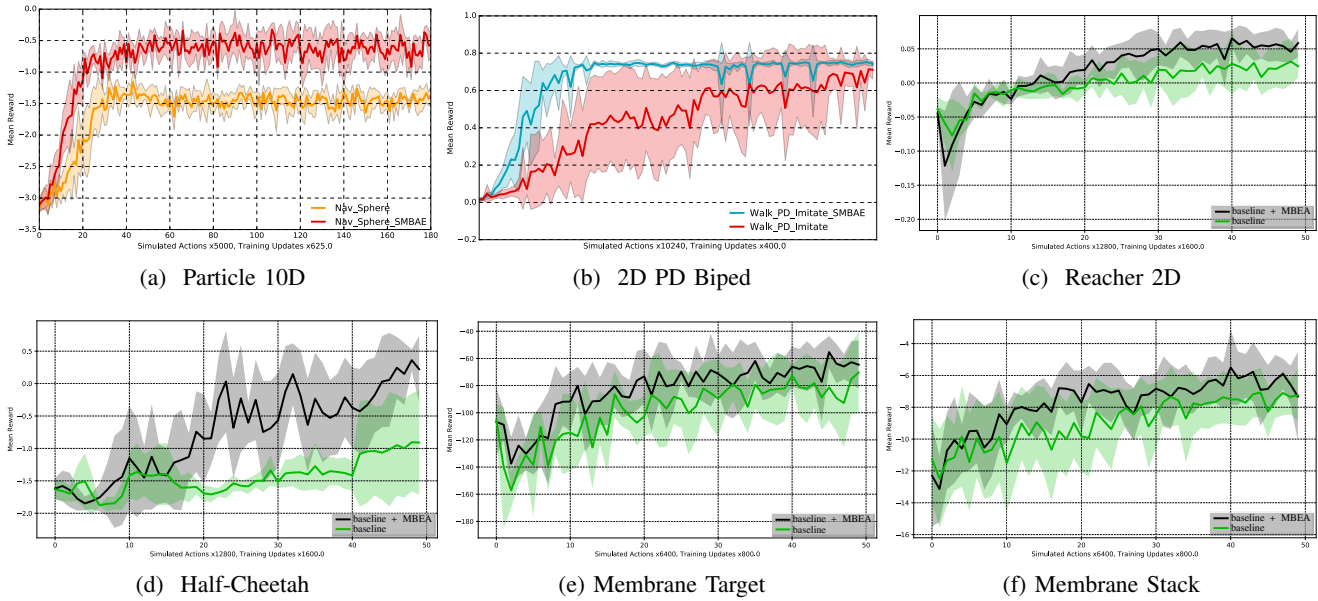 0.0
−0.5
−1.0
−1.5
−2.0
−2.5
−3.0
−3.5
Mean Reward
Nav_Sphere
Nav_Sphere_SMBAE
0 20 40 60 80 100 120 140 160 180
Simulated Actions x5000, Training Updates x625.0
(a) Particle 10D
1.0
0.8
0.6
0.4
0.2
0.0
−0.2
Mean Reward
Walk_PD_Imitate_SMBAE
Walk_PD_Imitate
Simulated Actions x10240, Training Updates x400.0
(b) 2D PD Biped
0.05
0.00
−0.05
−0.10
−0.15
−0.20
Mean Reward
baseline + MBEA
baseline
0 10 20 30 40 50
Simulated Actions x12800, Training Updates x1600.0
(c) Reacher 2D
0.5
0.0
−0.5
−1.0
−1.5
−2.0
Mean Reward
baseline + MBEA
baseline
0 10 20 30 40 50
Simulated Actions x12800, Training Updates x1600.0
(d) Half-Cheetah
−40
−60
−80
−100
−120
−140
−160
−180
Mean Reward
baseline + MBEA
baseline
0 10 20 30 40 50
Simulated Actions x6400, Training Updates x800.0
(e) Membrane Target
−4
−6
−8
−10
−12
−14
−16
Mean Reward
baseline + MBEA
baseline
0 10 20 30 40 50
Simulated Actions x6400, Training Updates x800.0
(f) Membrane Stack